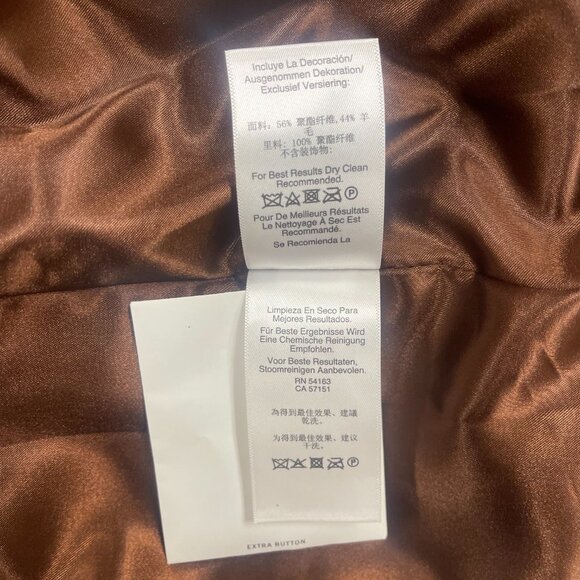 Incluye La Decoración/
Ausgenommen Dekoration/
Exclusief Versiering:
面料: 56% 聚酯纤维,44% 羊
毛
里料: 100% 聚酯纤维
不含装饰物:
For Best Results Dry Clean
Recommended.
P
Pour De Meilleurs Résultats
Le Nettoyage À Sec Est
Recommandé.
Se Recomienda La
Limpieza En Seco Para
Mejores Resultados.
Für Beste Ergebnisse Wird
Eine Chemische Reinigung
Empfohlen.
Voor Beste Resultaten,
Stoomreinigen Aanbevolen.
RN 54163
CA 57151
為得到最佳效果、建議
乾洗.
为得到最佳效果、建议
干洗.
P
EXTRA BUTTON